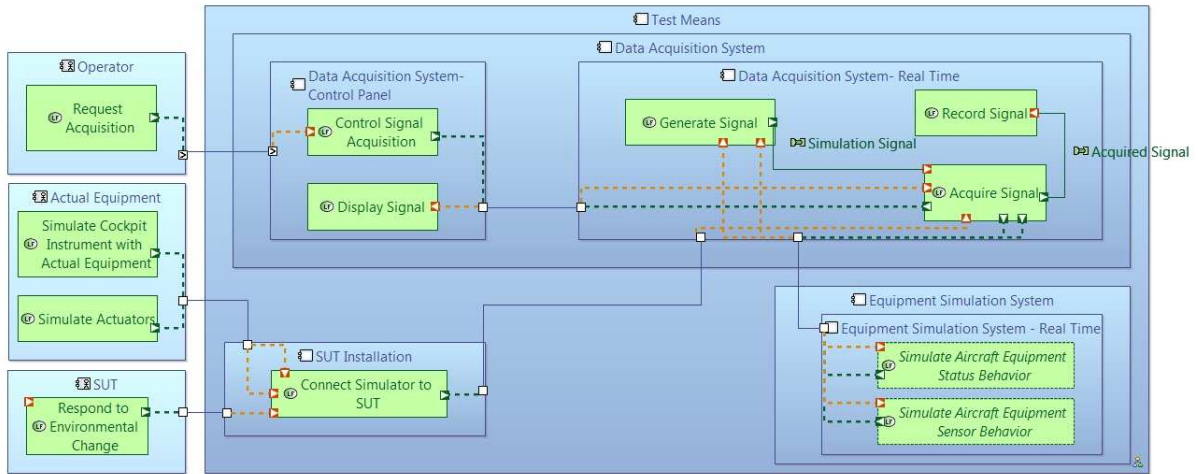 Test Means
Data Acquisition System
Operator
Request
Acquisition
Data Acquisition System-
Control Panel
Control Signal
Acquisition
Display Signal
Data Acquisition System- Real Time
Generate Signal
Record Signal
Simulation Signal
Acquired Signal
Acquire Signal
Actual Equipment
Simulate Cockpit
Instrument with
Actual Equipment
Simulate Actuators
SUT Installation
Connect Simulator to
SUT
Equipment Simulation System
Equipment Simulation System - Real Time
Simulate Aircraft Equipment
Status Behavior
Simulate Aircraft Equipment
Sensor Behavior
SUT
Respond to
Environmental
Change